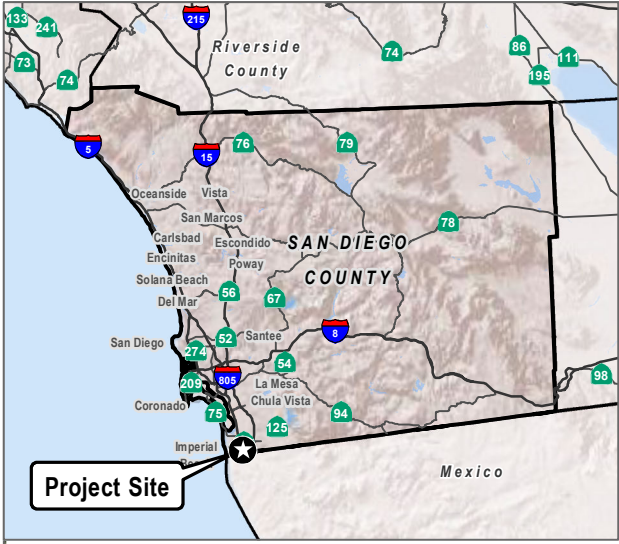 133
241
215
Riverside
County
74
86
111
195
73
74
5
15
76
79
Oceanside
Vista
San Marcos
Carlsbad
Escondido
SAN DIEGO
COUNTY
78
Encinitas
Poway
Solana Beach
Del Mar
56
67
San Diego
274
52
Santee
8
54
209
805
La Mesa
98
Coronado
75
Chula Vista
94
125
Imperial
Project Site
Mexico